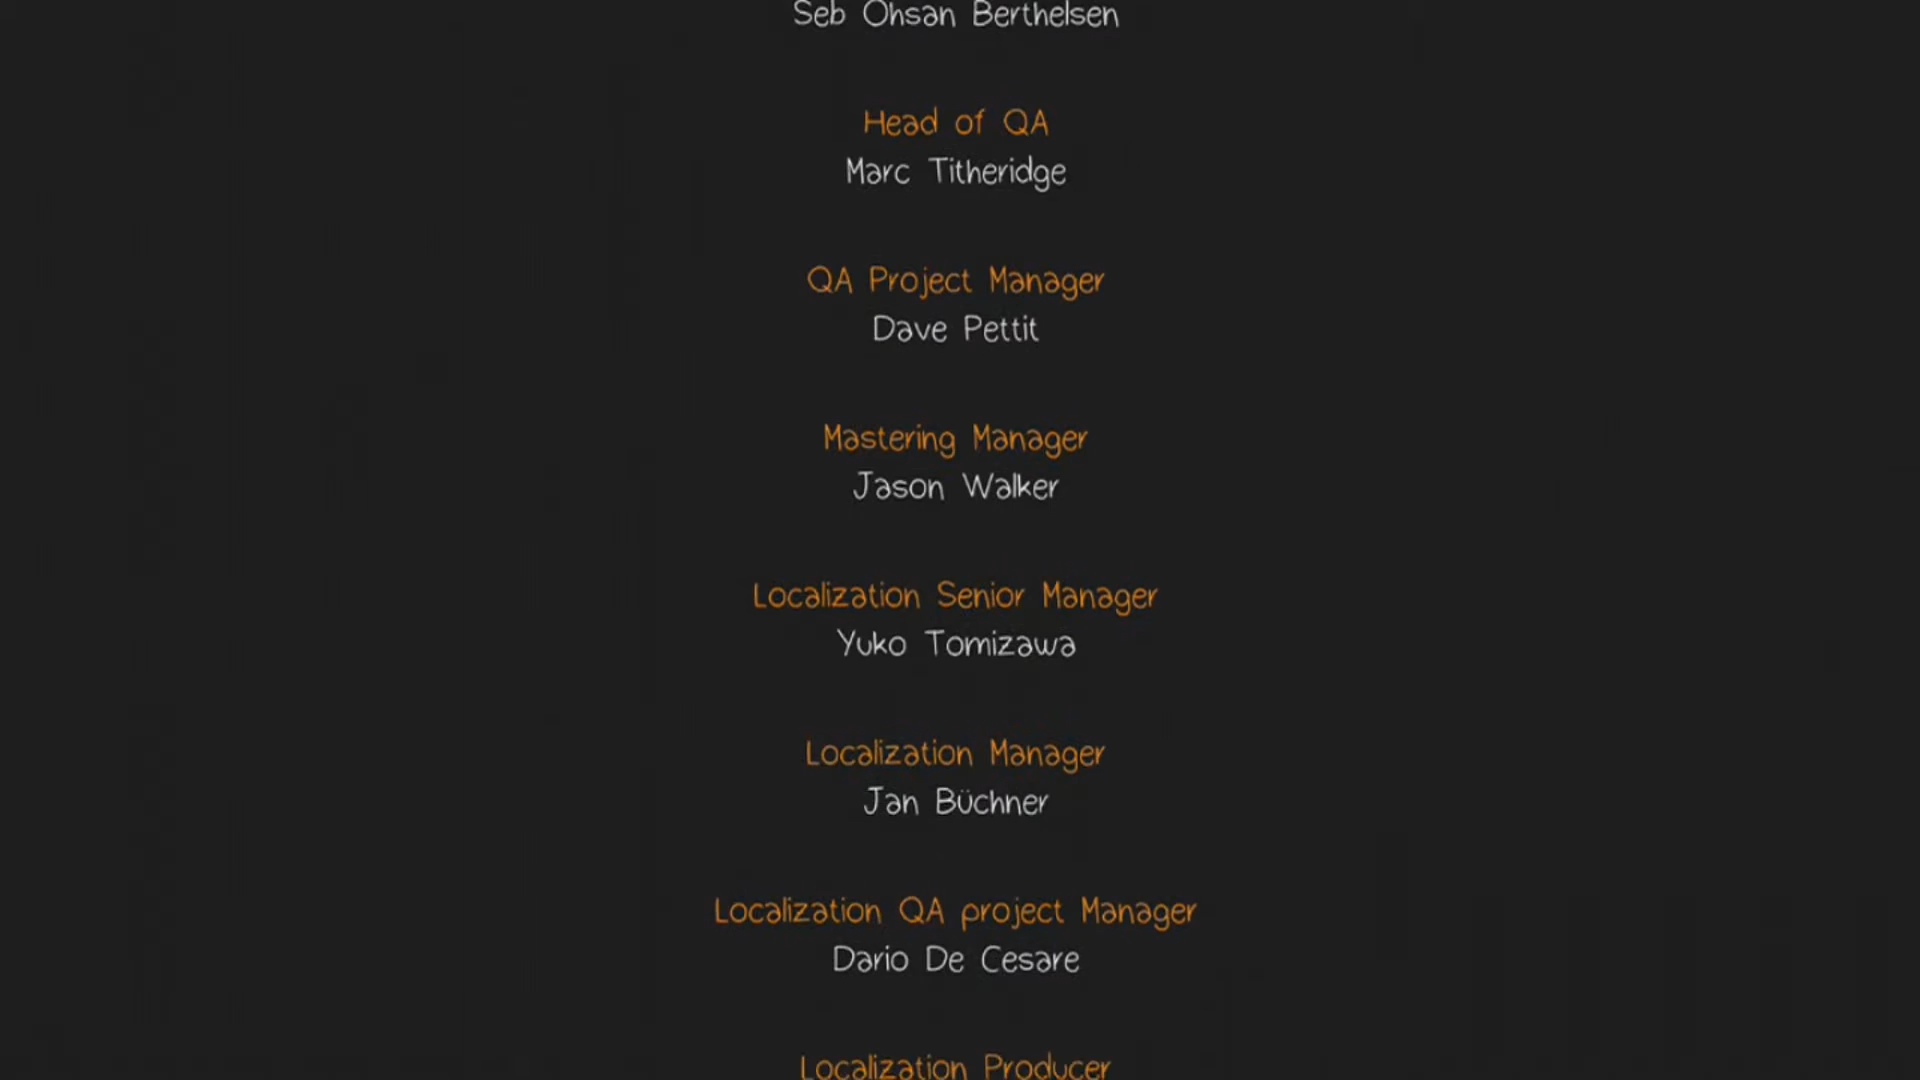 Seb Ohsan Berthelsen
Head of QA
Marc Titheridge
QA Project Manager
Dave Pettit
Mastering Manager
Jason Walker
Localization Senior Manager
Yuko Tomizawa
Localization Manager
Jan Büchner
Localization QA project Manager
Dario De Cesare
Localization Producer